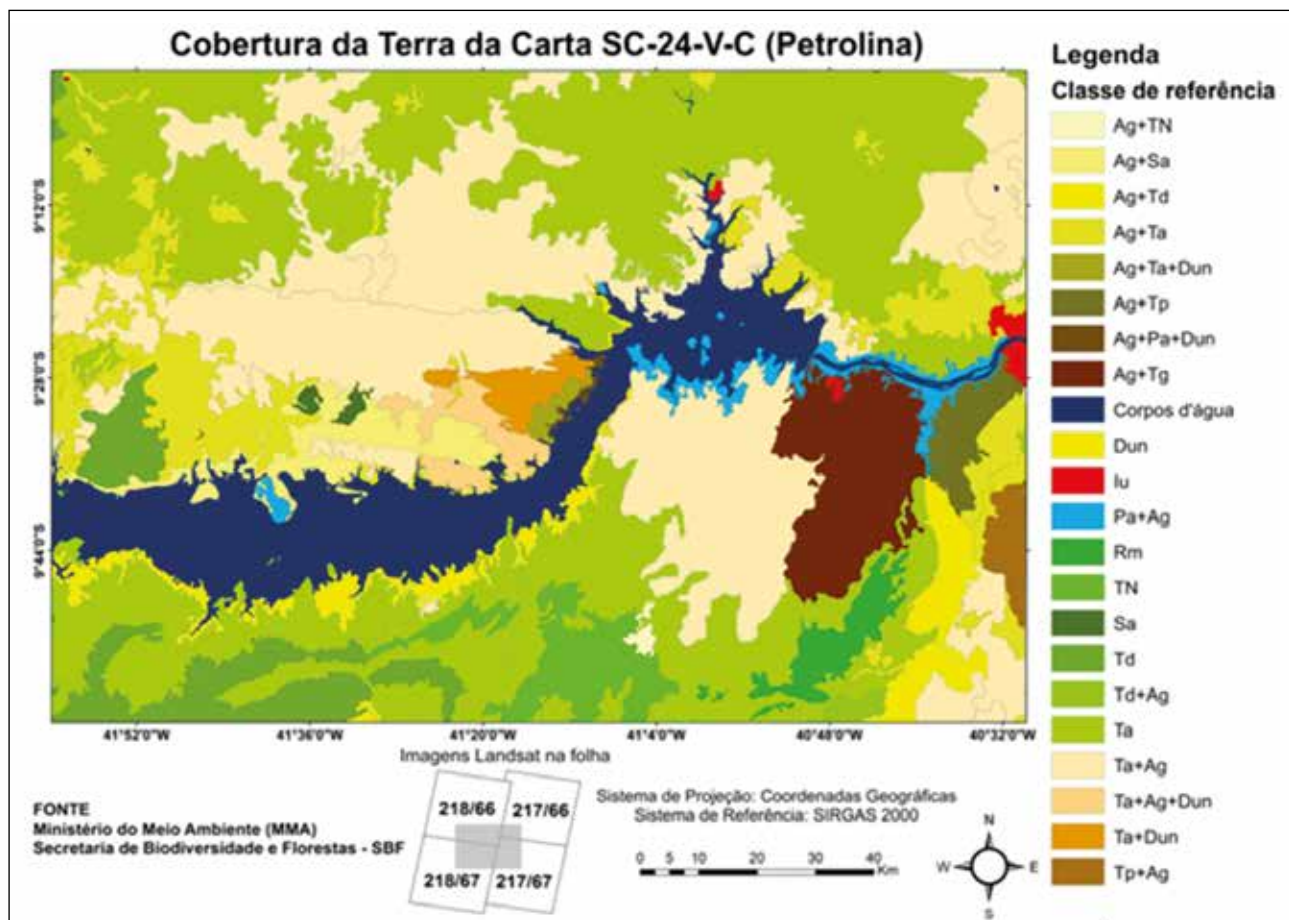 Cobertura da Terra da Carta SC-24-V-C (Petrolina)
Legenda
Classe de referência
Ag+TN
Ag+Sa
Ag+Td
Ag+Ta
Ag+Ta+Dun
Ag+Tp
Ag+Pa+Dun
Ag+Tg
Corpos d'água
Dun
Iu
Pa+Ag
Rm
TN
Sa
Td
Td+Ag
Ta
Ta+Ag
Ta+Ag+Dun
Ta+Dun
Tp+Ag
9°12'0"S
9°28'0"S
9°44'0"S
41°52'0"W 41°36'0"W 41°20'0"W 41°4'0"W 40°48'0"W 40°32'0"W
Imagens Landsat na folha
218/66 217/66
218/67 217/67
FONTE
Ministério do Meio Ambiente (MMA)
Secretaria de Biodiversidade e Florestas - SBF
Sistema de Projeção: Coordenadas Geográficas
Sistema de Referência: SIRGAS 2000
0 5 10 20 30 40
Km
N
W E
S